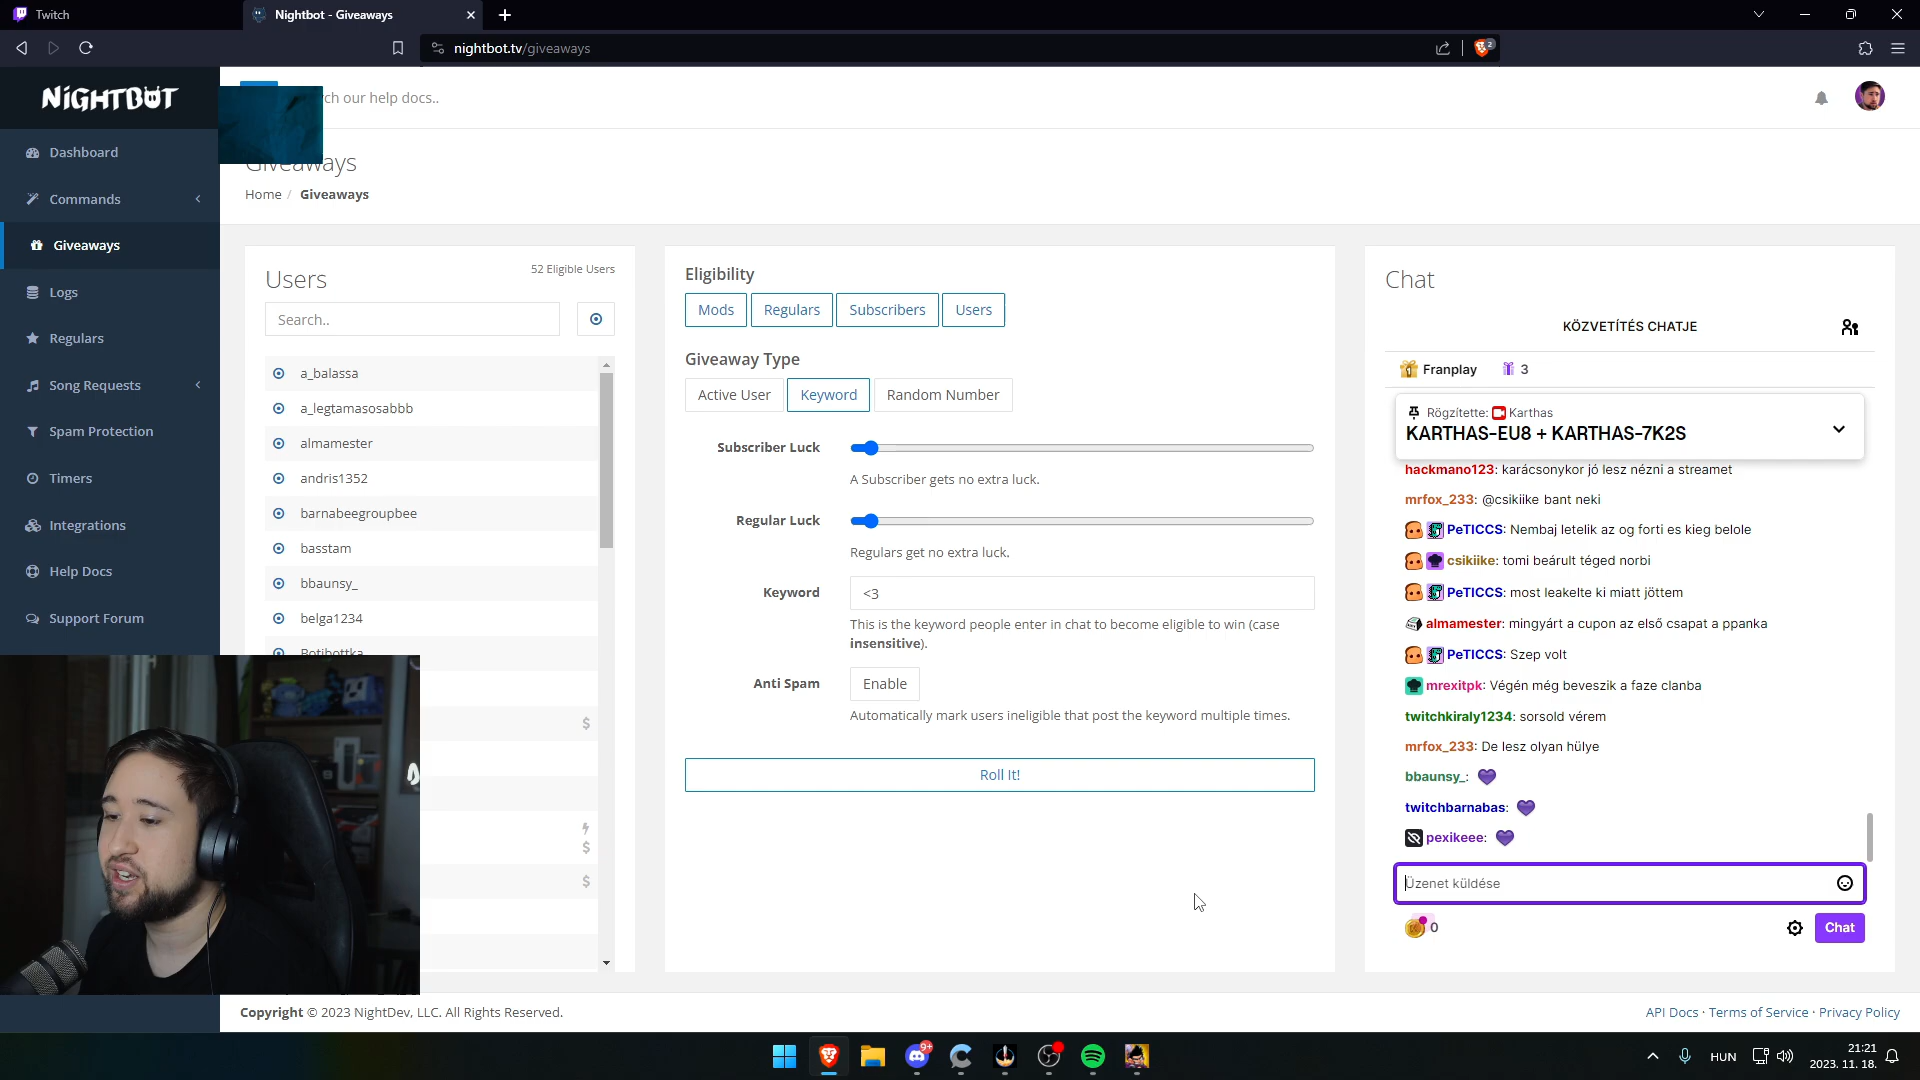 Twitch
Nightbot - Giveaways
nightbot.tv/giveaways
2
NIGHTBOT
ch our help docs..
Dashboard
Commands
Giveaways
Logs
Regulars
Song Requests
Spam Protection
Timers
Integrations
Help Docs
Support Forum
Giveaways
Home / Giveaways
Users
52 Eligible Users
Search..
a_balassa
a_legtamasosabbb
almamester
andris1352
barnabeegroupbee
basstam
bbaunsy_
belga1234
Botibottka
Eligibility
Mods
Regulars
Subscribers
Users
Giveaway Type
Active User
Keyword
Random Number
Subscriber Luck
A Subscriber gets no extra luck.
Regular Luck
Regulars get no extra luck.
Keyword
<3
This is the keyword people enter in chat to become eligible to win (case
insensitive).
Anti Spam
Enable
Automatically mark users ineligible that post the keyword multiple times.
Roll It!
Chat
KÖZVETÍTÉS CHATJE
Franplay
3
Rögzítette: Karthas
KARTHAS-EU8 + KARTHAS-7K2S
hackmano123: karácsonykor jó lesz nézni a streamet
mrfox_233: @csikiike bant neki
PeTICCS: Nembaj letelik az og forti es kieg belole
csikiike: tomi beárult téged norbi
PeTICCS: most leakelte ki miatt jöttem
almamester: mingyárt a cupon az első csapat a ppanka
PeTICCS: Szep volt
mrexitpk: Végén még beveszik a faze clanba
twitchkiraly1234: sorsold vérem
mrfox_233: De lesz olyan hülye
bbaunsy_: 💜
twitchbarnabas: 💜
pexikeee: 💜
Üzenet küldése
0
Chat
Copyright © 2023 NightDev, LLC. All Rights Reserved.
API Docs · Terms of Service · Privacy Policy
9+
HUN
21:21
2023. 11. 18.